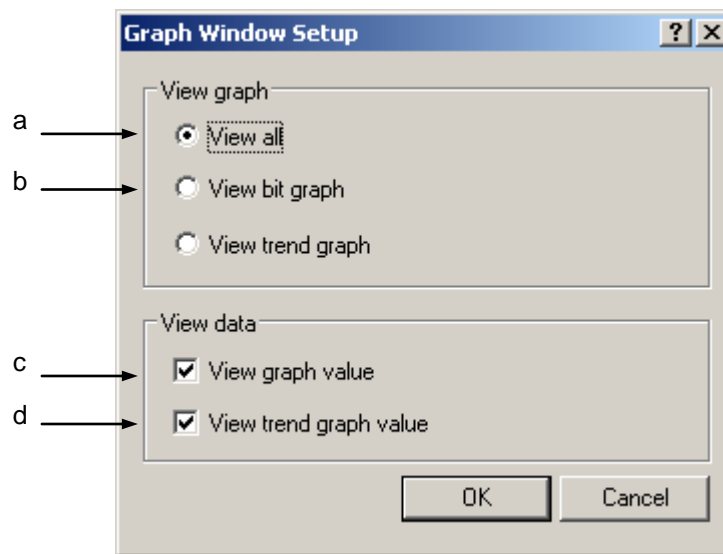 Graph Window Setup
View graph
a
View all
b
View bit graph
View trend graph
View data
c
View graph value
d
View trend graph value
OK
Cancel